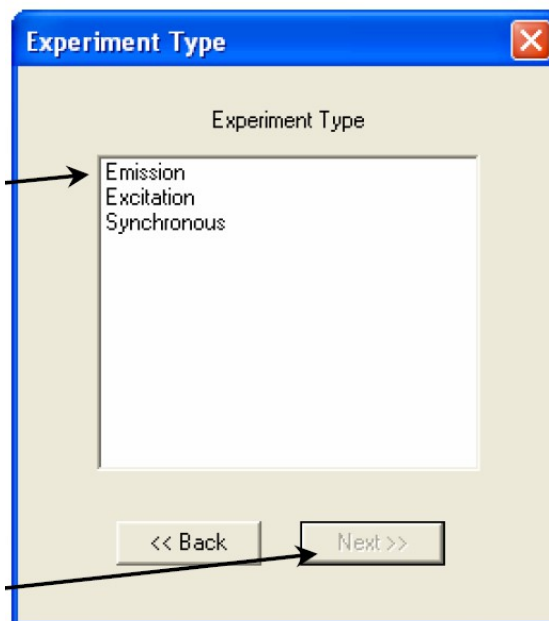 Experiment Type
Experiment Type
Emission
Excitation
Synchronous
<< Back
Next >>